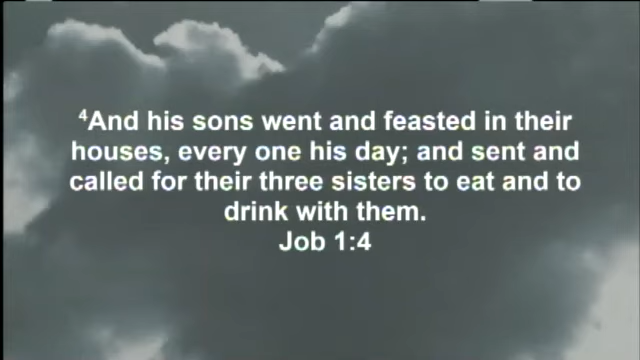 ⁴And his sons went and feasted in their
houses, every one his day; and sent and
called for their three sisters to eat and to
drink with them.
Job 1:4